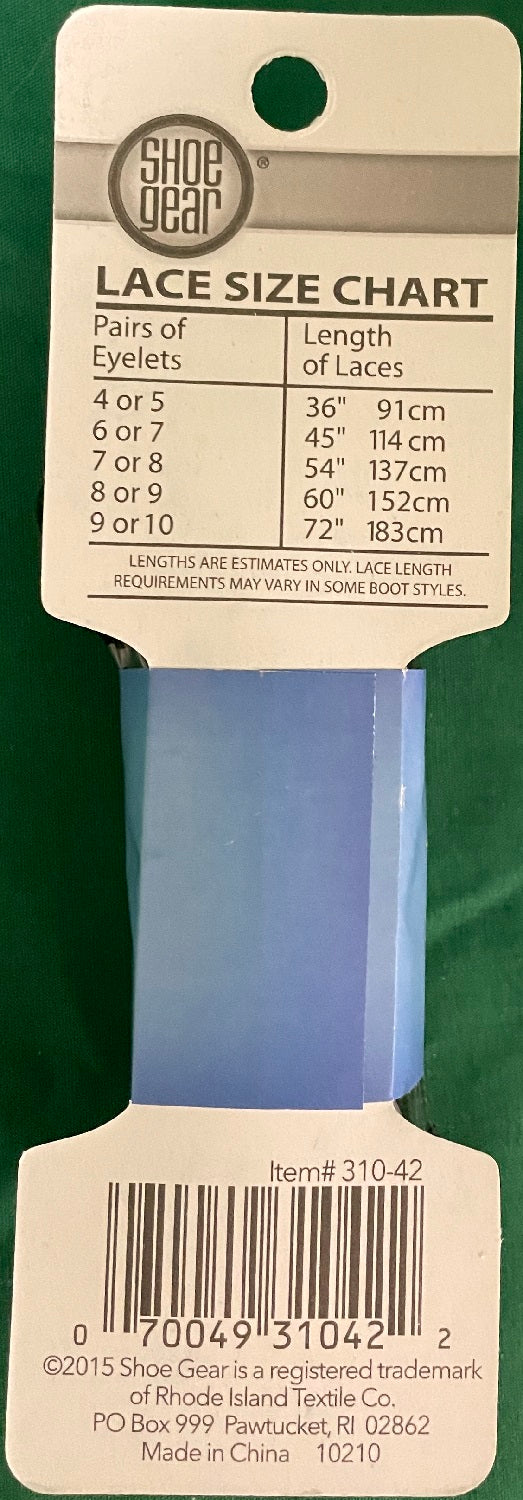 SHOE
gear®
LACE SIZE CHART
Pairs of
Eyelets
Length
of Laces
4 or 5 36" 91cm
6 or 7 45" 114 cm
7 or 8 54" 137cm
8 or 9 60" 152cm
9 or 10 72" 183cm
LENGTHS ARE ESTIMATES ONLY. LACE LENGTH
REQUIREMENTS MAY VARY IN SOME BOOT STYLES.
Item# 310-42
0 70049 31042 2
©2015 Shoe Gear is a registered trademark
of Rhode Island Textile Co.
PO Box 999 Pawtucket, RI 02862
Made in China 10210